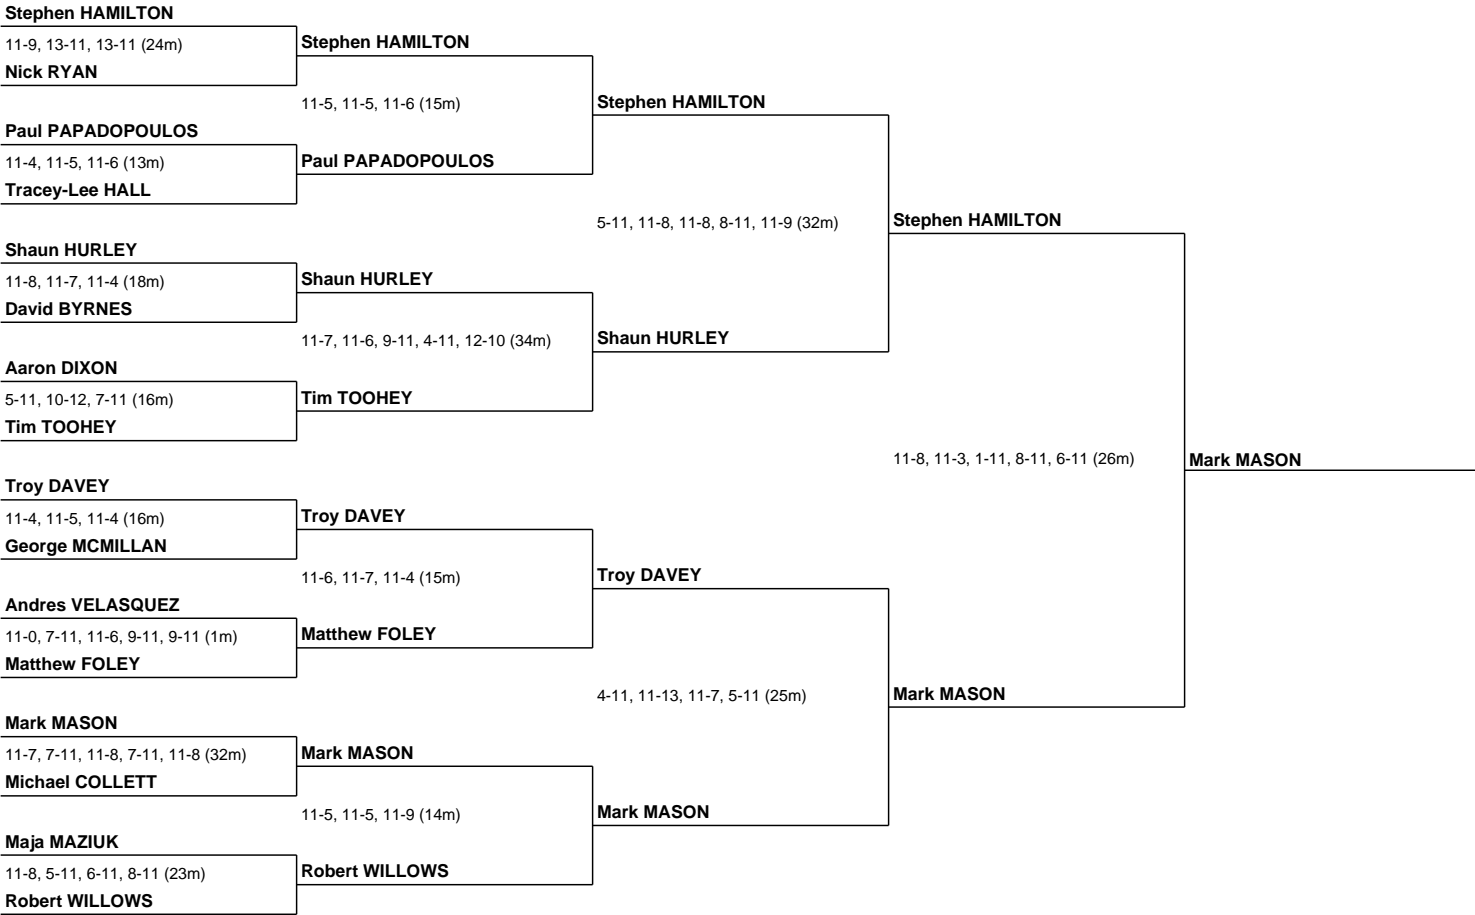 Stephen HAMILTON
11-9, 13-11, 13-11 (24m)
Nick RYAN
Paul PAPADOPOULOS
11-4, 11-5, 11-6 (13m)
Tracey-Lee HALL
Shaun HURLEY
11-8, 11-7, 11-4 (18m)
David BYRNES
Aaron DIXON
5-11, 10-12, 7-11 (16m)
Tim TOOHEY
Troy DAVEY
11-4, 11-5, 11-4 (16m)
George MCMILLAN
Andres VELASQUEZ
11-0, 7-11, 11-6, 9-11, 9-11 (1m)
Matthew FOLEY
Mark MASON
11-7, 7-11, 11-8, 7-11, 11-8 (32m)
Michael COLLETT
Maja MAZIUK
11-8, 5-11, 6-11, 8-11 (23m)
Robert WILLOWS
Stephen HAMILTON
11-5, 11-5, 11-6 (15m)
Paul PAPADOPOULOS
Shaun HURLEY
11-7, 11-6, 9-11, 4-11, 12-10 (34m)
Tim TOOHEY
Troy DAVEY
11-6, 11-7, 11-4 (15m)
Matthew FOLEY
Mark MASON
11-5, 11-5, 11-9 (14m)
Robert WILLOWS
Stephen HAMILTON
5-11, 11-8, 11-8, 8-11, 11-9 (32m)
Shaun HURLEY
Troy DAVEY
4-11, 11-13, 11-7, 5-11 (25m)
Mark MASON
Stephen HAMILTON
11-8, 11-3, 1-11, 8-11, 6-11 (26m)
Mark MASON
Mark MASON